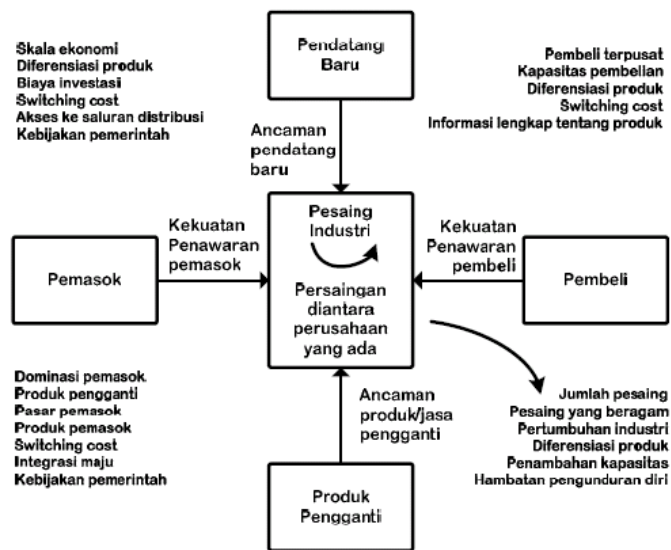 Skala ekonomi
Diferensiasi produk
Biaya investasi
Switching cost
Akses ke saluran distribusi
Kebijakan pemerintah
Pendatang
Baru
Pembeli terpusat
Kapasitas pembelian
Diferensiasi produk
Switching cost
Informasi lengkap tentang produk
Ancaman
pendatang
baru
Pemasok
Kekuatan
Penawaran
pemasok
Pesaing
Industri
Persaingan
diantara
perusahaan
yang ada
Kekuatan
Penawaran
pembeli
Pembeli
Dominasi pemasok
Produk pengganti
Pasar pemasok
Produk pemasok
Switching cost
Integrasi maju
Kebijakan pemerintah
Ancaman
produk/jasa
pengganti
Jumlah pesaing
Pesaing yang beragam
Pertumbuhan industri
Diferensiasi produk
Penambahan kapasitas
Hambatan pengunduran diri
Produk
Pengganti